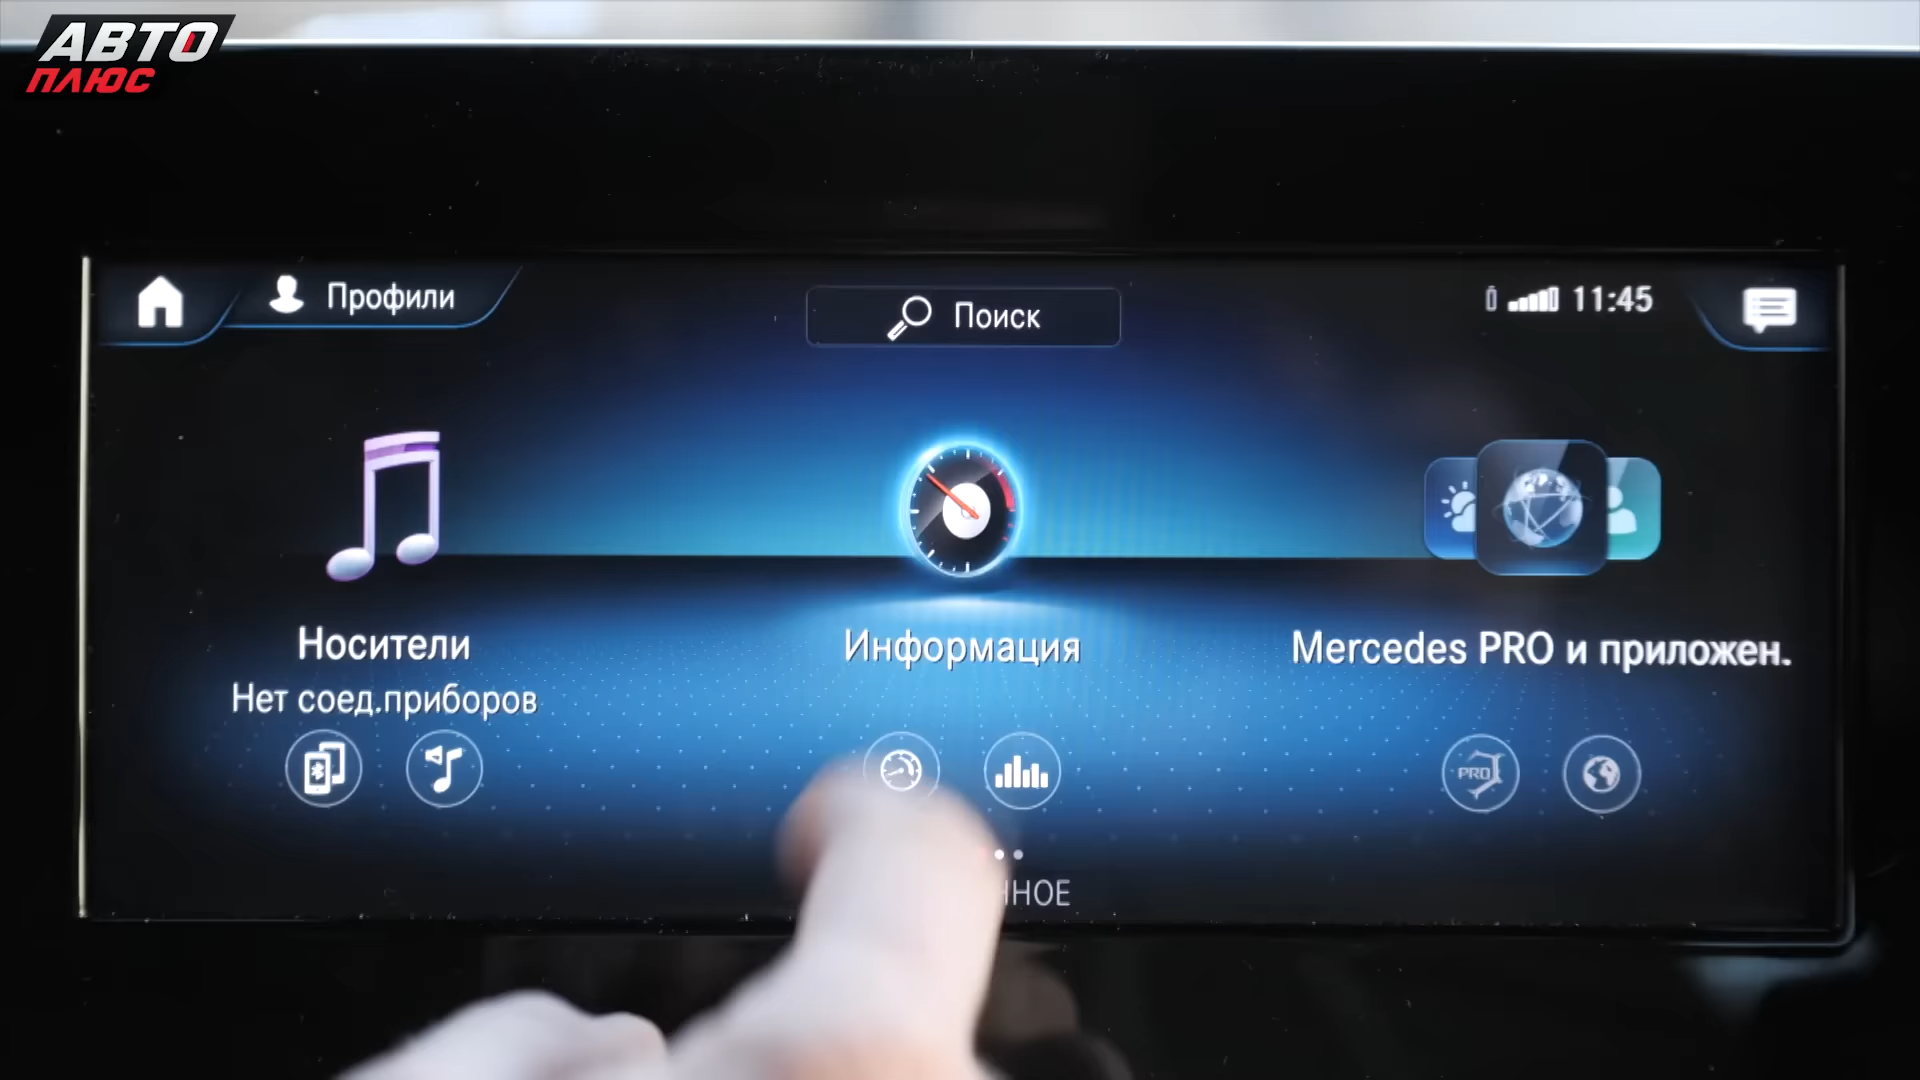 АВТО
ПЛЮС
Профили
Поиск
11:45
Носители
Нет соед.приборов
Информация
Mercedes PRO и приложен.
PRO